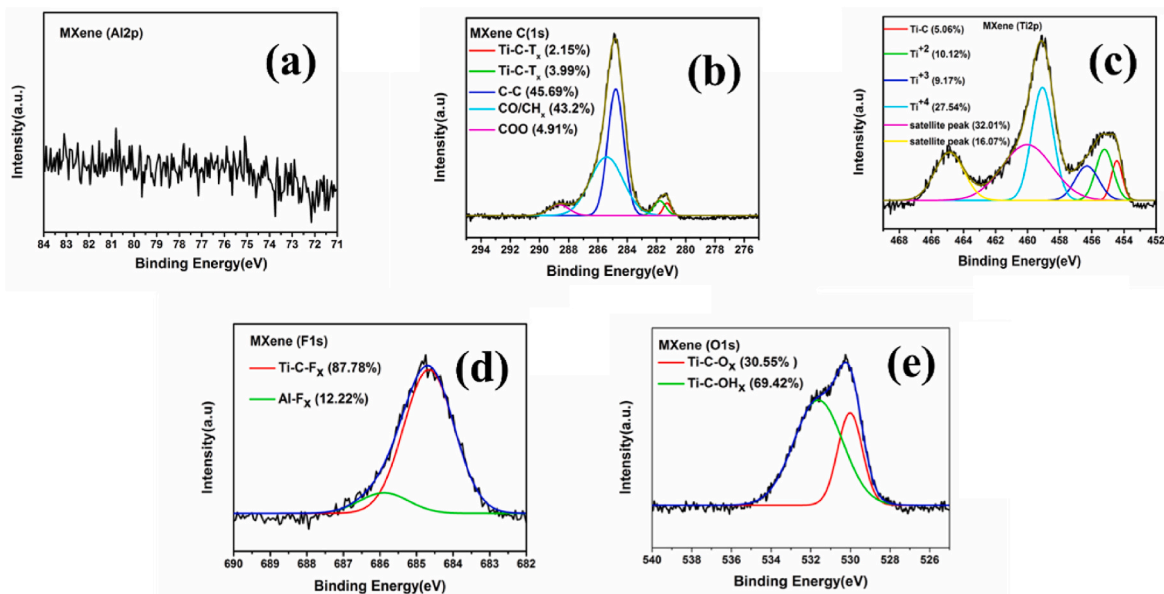 MXene (Al2p)
(a)
Intensity(a.u.)
84 83 82 81 80 79 78 77 76 75 74 73 72 71
Binding Energy(eV)
MXene C(1s)
Ti-C-Tx (2.15%)
Ti-C-Tx (3.99%)
C-C (45.69%)
CO/CHx (43.2%)
COO (4.91%)
(b)
Intensity(a.u)
294 292 290 288 286 284 282 280 278 276
Binding Energy(eV)
MXene (Ti2p)
Ti-C (5.06%)
Ti+2 (10.12%)
Ti+3 (9.17%)
Ti+4 (27.54%)
satellite peak (32.01%)
satellite peak (16.07%)
(c)
Intensity(a.u)
468 466 464 462 460 458 456 454 452
Binding Energy(eV)
MXene (F1s)
Ti-C-Fx (87.78%)
Al-Fx (12.22%)
(d)
Intensity(a.u)
690 689 688 687 686 685 684 683 682
Binding Energy(eV)
MXene (O1s)
Ti-C-Ox (30.55% )
Ti-C-OHx (69.42%)
(e)
Intensity(a.u.)
540 538 536 534 532 530 528 526
Binding Energy(eV)